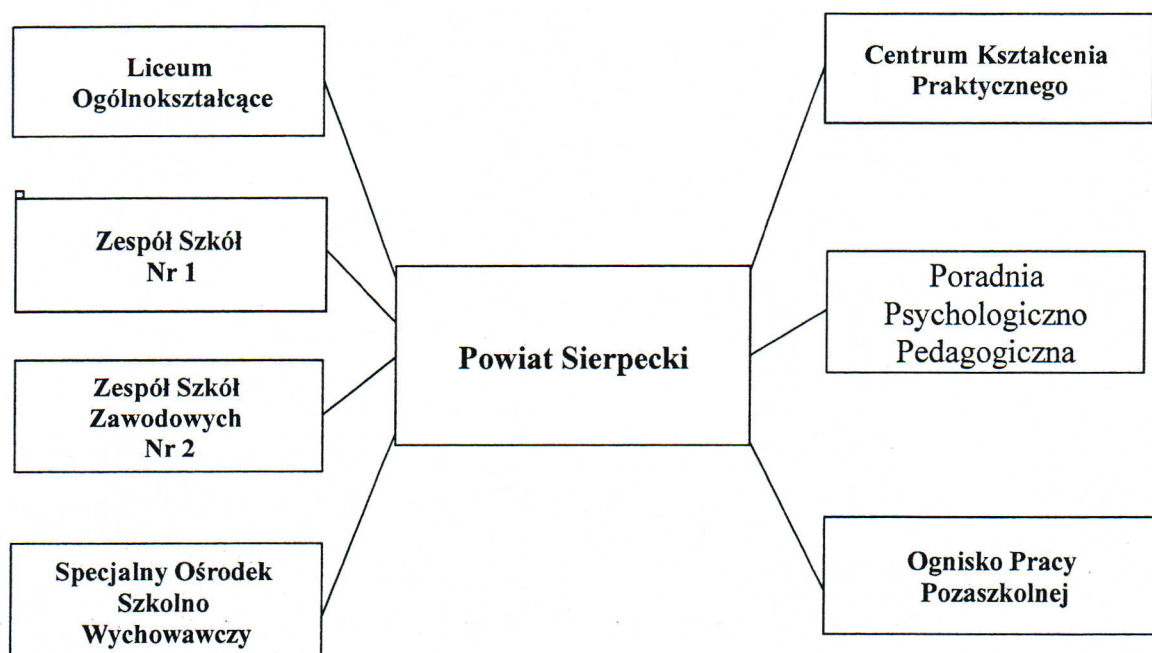 Liceum
Ogólnokształcące
Zespół Szkół
Nr 1
Zespół Szkół
Zawodowych
Nr 2
Specjalny Ośrodek
Szkolno
Wychowawczy
Powiat Sierpecki
Centrum Kształcenia
Praktycznego
Poradnia
Psychologiczno
Pedagogiczna
Ognisko Pracy
Pozaszkolnej